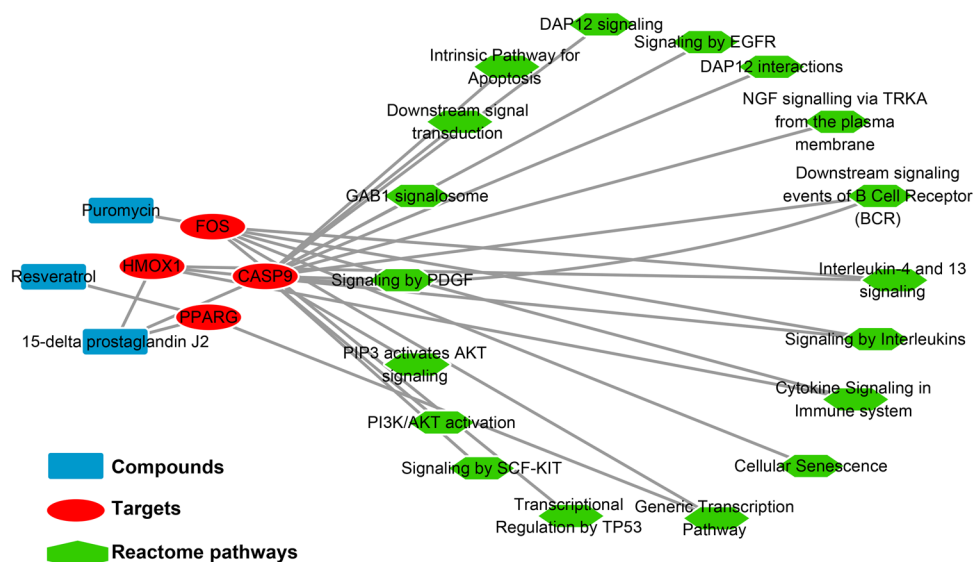 DAP12 signaling
Signaling by EGFR
Intrinsic Pathway for
Apoptosis
DAP12 interactions
Downstream signal
transduction
NGF signalling via TRKA
from the plasma
membrane
Downstream signaling
events of B Cell Receptor
(BCR)
GAB1 signalosome
Puromycin
FOS
HMOX1
CASP9
Resveratrol
Signaling by PDGF
Interleukin-4 and 13
signaling
PPARG
15-delta prostaglandin J2
Signaling by Interleukins
PIP3 activates AKT
signaling
Cytokine Signaling in
Immune system
PI3K/AKT activation
Signaling by SCF-KIT
Cellular Senescence
Transcriptional
Regulation by TP53
Generic Transcription
Pathway
Compounds
Targets
Reactome pathways